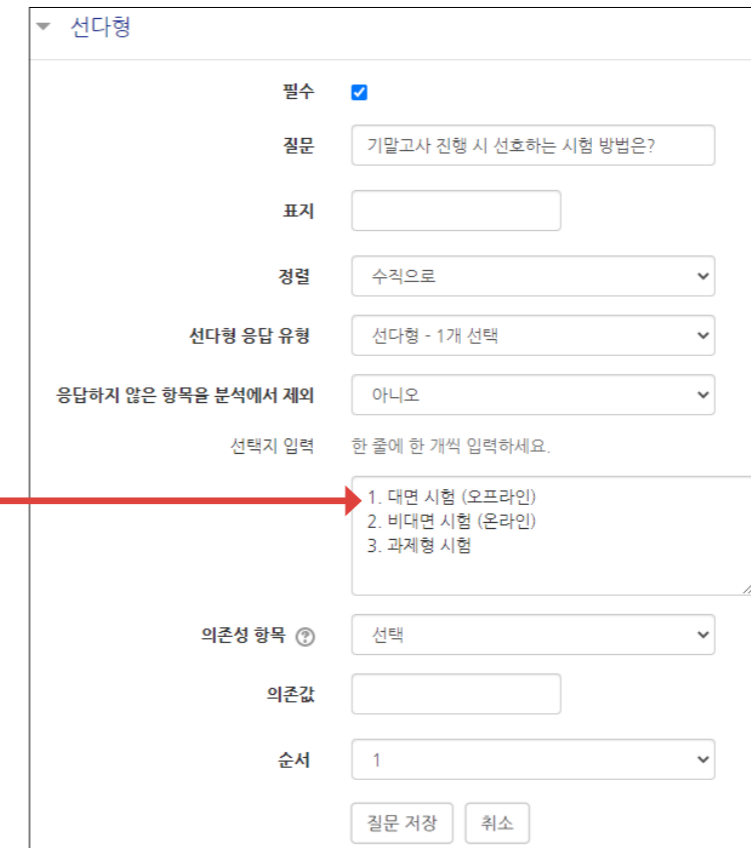 선다형
필수
질문 기말고사 진행 시 선호하는 시험 방법은?
표지
정렬 수직으로
선다형 응답 유형 선다형 - 1개 선택
응답하지 않은 항목을 분석에서 제외 아니오
선택지 입력 한 줄에 한 개씩 입력하세요.
1. 대면 시험 (오프라인)
2. 비대면 시험 (온라인)
3. 과제형 시험
의존성 항목 ? 선택
의존값
순서 1
질문 저장 취소